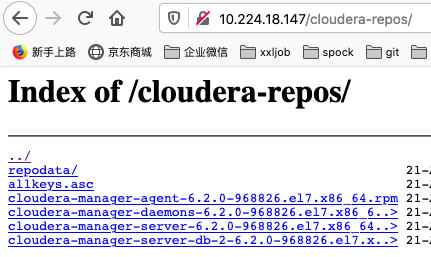 10.224.18.147/cloudera-repos/
新手上路 京东商城 企业微信 xxljob spock git
Index of /cloudera-repos/
../
repodata/ 21-
allkeys.asc 21-
cloudera-manager-agent-6.2.0-968826.el7.x86_64.rpm 21-
cloudera-manager-daemons-6.2.0-968826.el7.x86_6..> 21-
cloudera-manager-server-6.2.0-968826.el7.x86_64..> 21-
cloudera-manager-server-db-2-6.2.0-968826.el7.x..> 21-